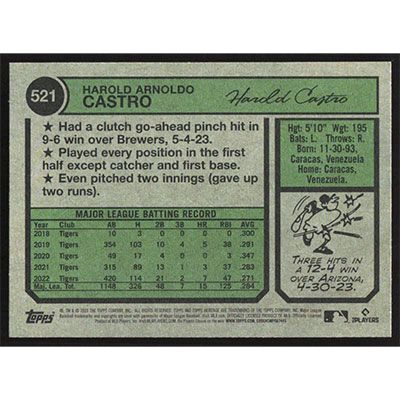 521
HAROLD ARNOLDO
CASTRO
Harold Castro
★ Had a clutch go-ahead pinch hit in
9-6 win over Brewers, 5-4-23.
★ Played every position in the first
half except catcher and first base.
★ Even pitched two innings (gave up
two runs).
Hgt: 5'10" Wgt: 195
Bats: L. Throws: R.
Born: 11-30-93,
Caracas, Venezuela
Home: Caracas,
Venezuela.
MAJOR LEAGUE BATTING RECORD
Year Club AB H 2B 3B HR RBI AVG.
2018 Tigers 10 3 0 0 0 0 .300
2019 Tigers 354 103 10 4 5 38 .291
2020 Tigers 49 17 4 0 0 3 .347
2021 Tigers 315 89 13 1 3 37 .283
2022 Tigers 422 114 21 2 7 47 .271
Maj. Lea. Tot. 1148 326 48 7 15 125 .284
THREE HITS IN
A 12-4 WIN
OVER ARIZONA,
4-30-23.
TOPPS
PLAYERS